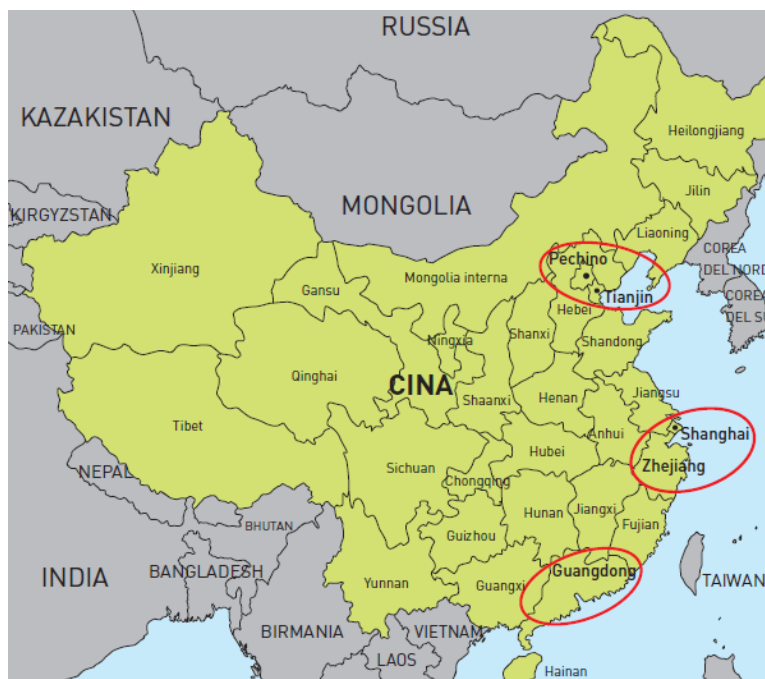 RUSSIA
KAZAKISTAN
Heilongjiang
Jilin
MONGOLIA
KIRGYZSTAN
Liaoning
COREA
DEL NORD
Pechino
Xinjiang
Mongolia interna
Gansu
Tianjin
COREA
DEL SU
Hebei
PAKISTAN
Ningxia
Shanxi
Shandong
Qinghai
CINA
Shaanxi
Henan
Jiangsu
Tibet
Anhui
Shanghai
Hubei
Sichuan
Zhejiang
NEPAL
Chongqing
Hunan
Jiangxi
Fujian
BHUTAN
Guizhou
INDIA
BANGLADESH
Yunnan
Guangxi
Guangdong
TAIWAN
BIRMANIA
VIETNAM
LAOS
Hainan